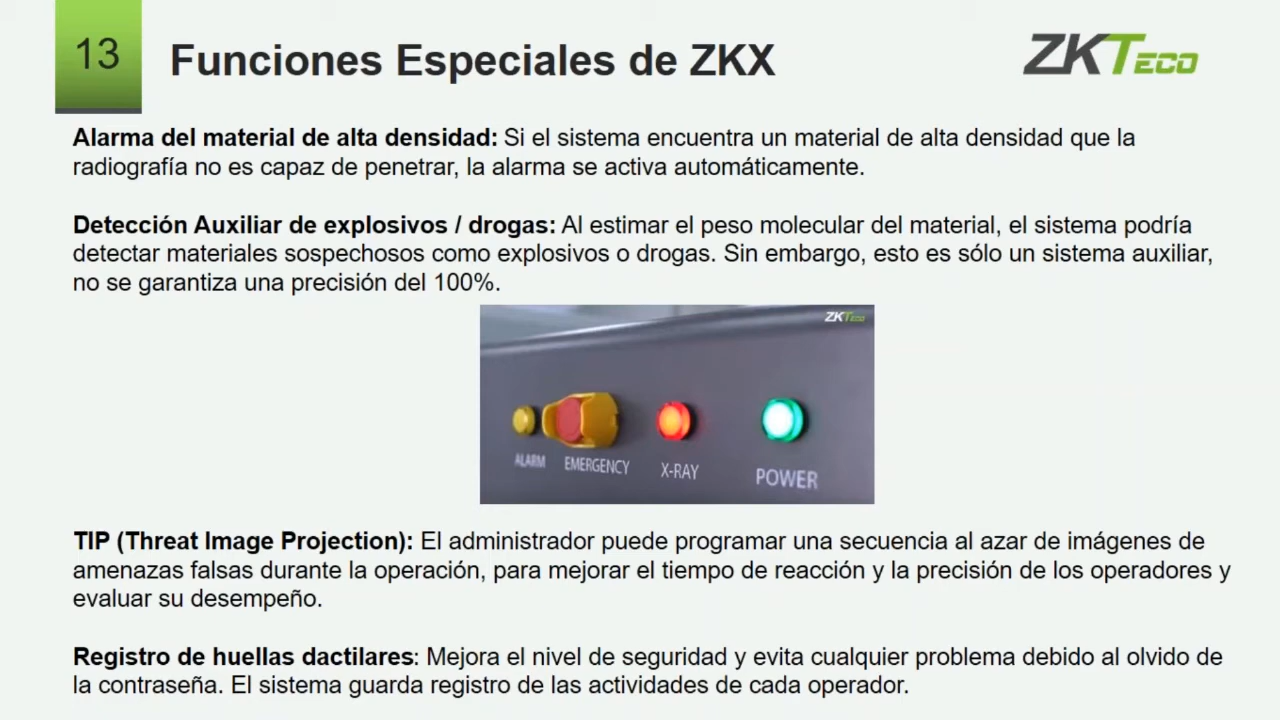 13
Funciones Especiales de ZKX
ZKTECO
Alarma del material de alta densidad: Si el sistema encuentra un material de alta densidad que la
radiografía no es capaz de penetrar, la alarma se activa automáticamente.
Detección Auxiliar de explosivos / drogas: Al estimar el peso molecular del material, el sistema podría
detectar materiales sospechosos como explosivos o drogas. Sin embargo, esto es sólo un sistema auxiliar,
no se garantiza una precisión del 100%.
ZKTECO
ALARM EMERGENCY X-RAY POWER
TIP (Threat Image Projection): El administrador puede programar una secuencia al azar de imágenes de
amenazas falsas durante la operación, para mejorar el tiempo de reacción y la precisión de los operadores y
evaluar su desempeño.
Registro de huellas dactilares: Mejora el nivel de seguridad y evita cualquier problema debido al olvido de
la contraseña. El sistema guarda registro de las actividades de cada operador.